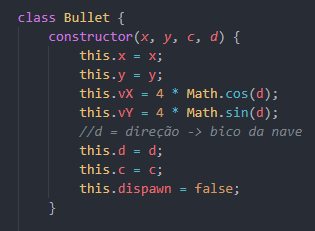 class Bullet {
constructor(x, y, c, d) {
this.x = x;
this.y = y;
this.vX = 4 * Math.cos(d);
this.vY = 4 * Math.sin(d);
//d = direção -> bico da nave
this.d = d;
this.c = c;
this.dispawn = false;
}